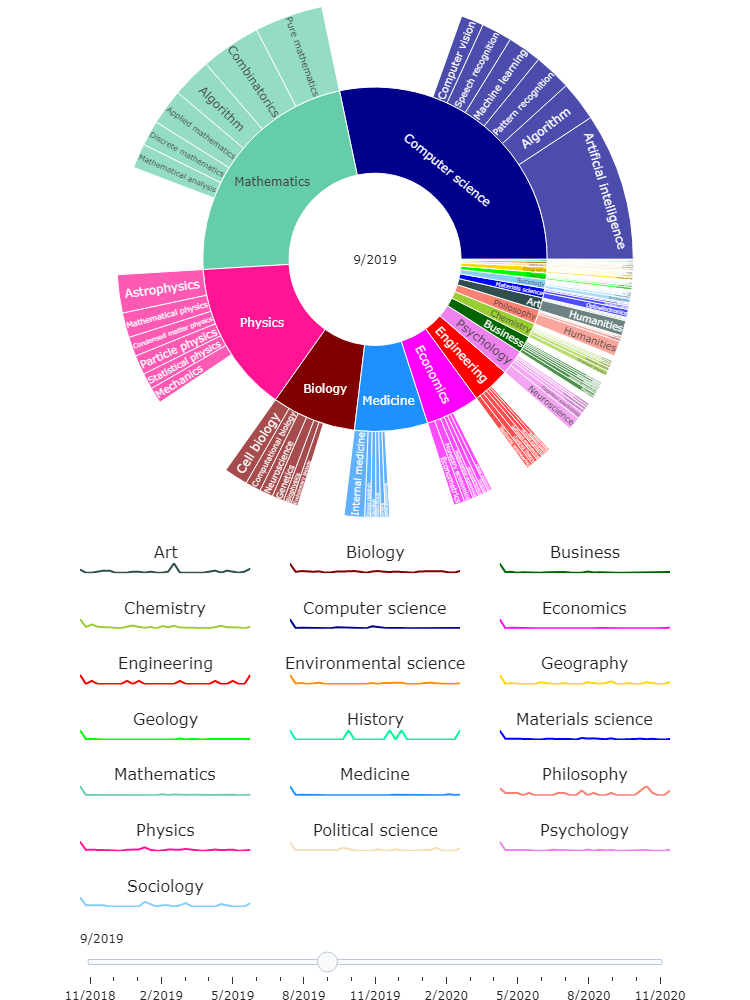 Computer science
Computer vision
Speech recognition
Machine learning
Pattern recognition
Algorithm
Artificial intelligence
Mathematics
Pure mathematics
Combinatorics
Algorithm
Applied mathematics
Discrete mathematics
Mathematical analysis
9/2019
Physics
Astrophysics
Mathematical physics
Condensed matter physics
Particle physics
Statistical physics
Mechanics
Biology
Cell biology
Computational biology
Neuroscience
Genetics
Medicine
Internal medicine
Economics
Engineering
Psychology
Neuroscience
Business
Chemistry
Philosophy
Humanities
Art
Humanities
Materials science
Optoelectronics
Sociology
Geography
Art
Biology
Business
Chemistry
Computer science
Economics
Engineering
Environmental science
Geography
Geology
History
Materials science
Mathematics
Medicine
Philosophy
Physics
Political science
Psychology
Sociology
9/2019
11/2018 2/2019 5/2019 8/2019 11/2019 2/2020 5/2020 8/2020 11/2020